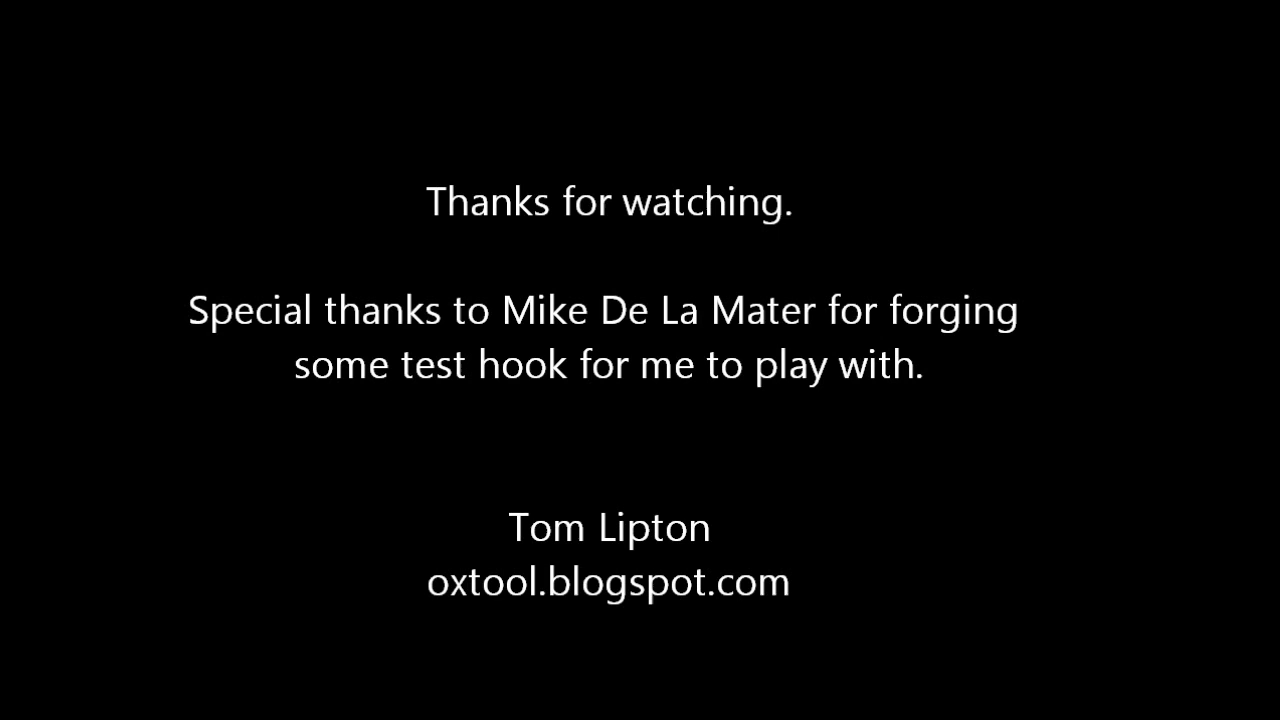 Thanks for watching.
Special thanks to Mike De La Mater for forging
some test hook for me to play with.
Tom Lipton
oxtool.blogspot.com